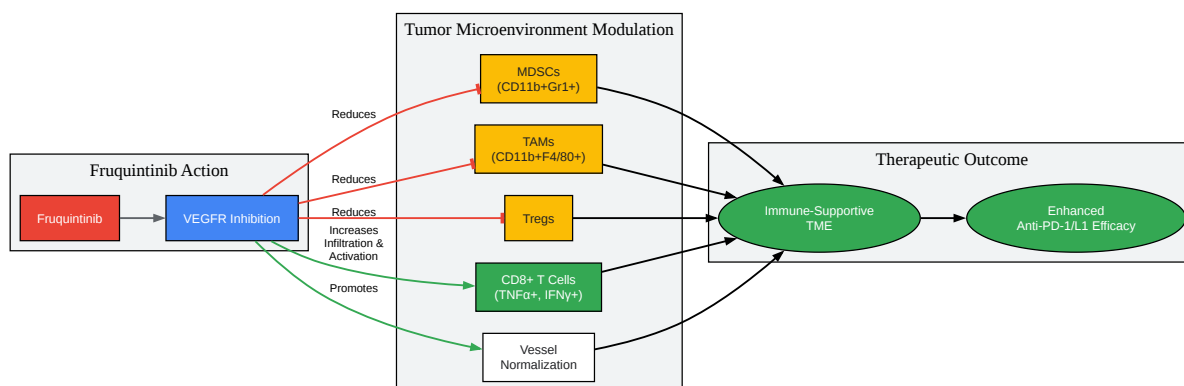 Fruquintinib Action
Fruquintinib
VEGFR Inhibition
Reduces
Reduces
Reduces
Increases
Infiltration &
Activation
Promotes
Tumor Microenvironment Modulation
MDSCs
(CD11b+Gr1+)
TAMs
(CD11b+F4/80+)
Tregs
CD8+ T Cells
(TNFα+, IFNγ+)
Vessel
Normalization
Therapeutic Outcome
Immune-Supportive
TME
Enhanced
Anti-PD-1/L1 Efficacy